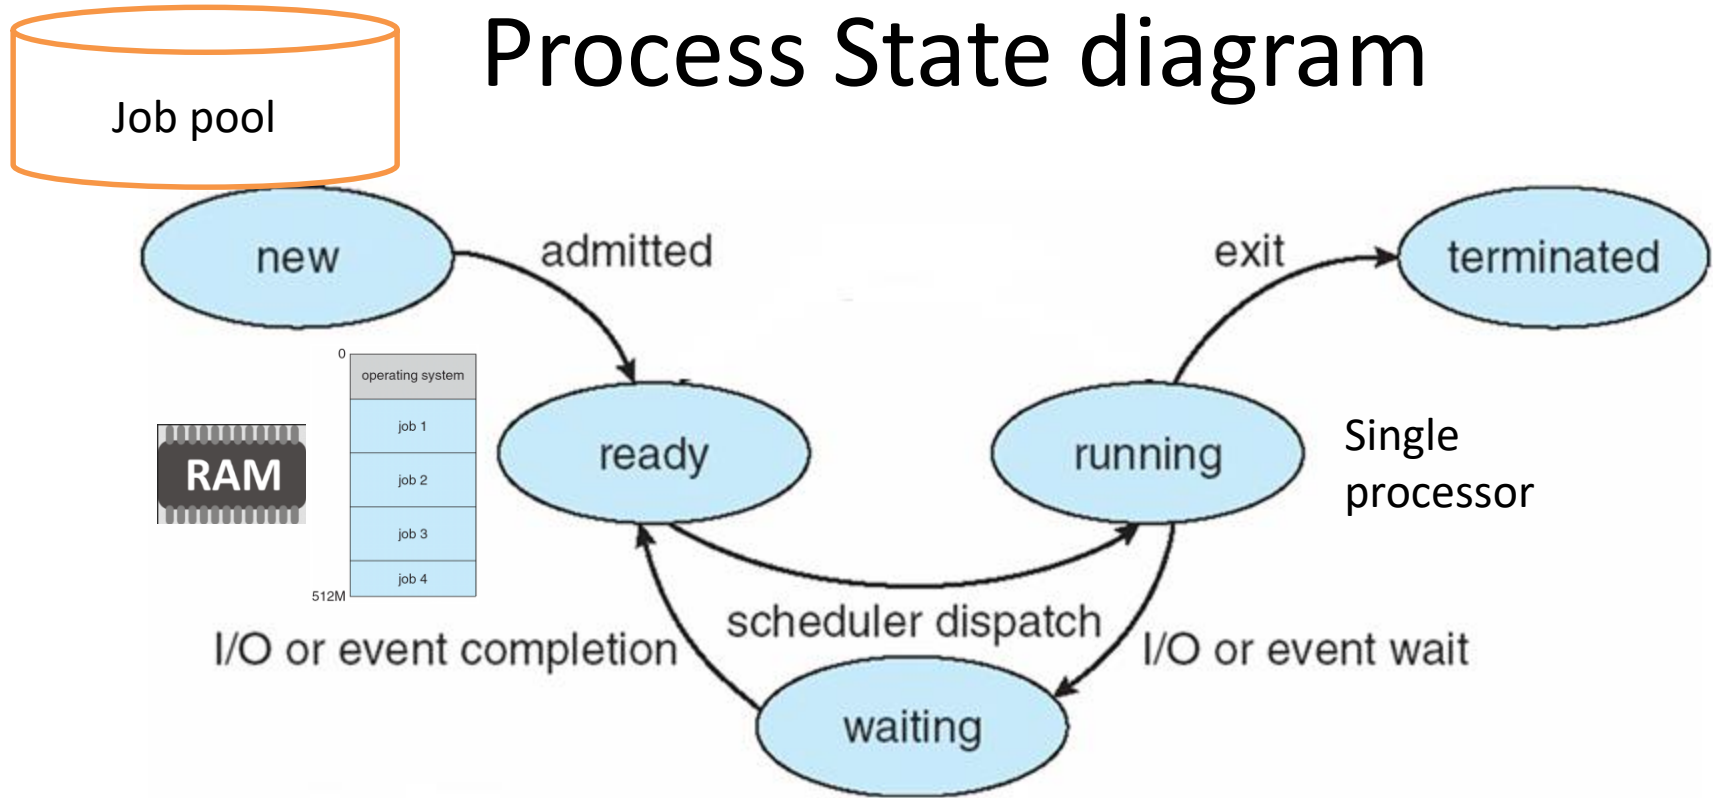 Process State diagram
Job pool
new
admitted
exit
terminated
0
operating system
job 1
job 2
job 3
job 4
512M
RAM
ready
running
Single
processor
scheduler dispatch
I/O or event completion
I/O or event wait
waiting